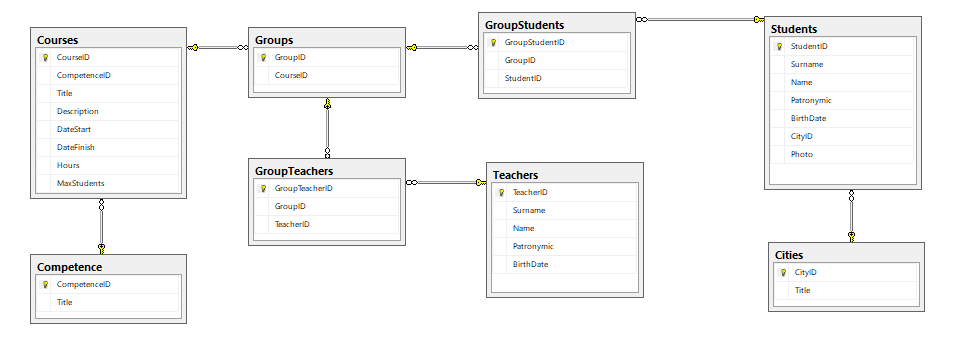 Courses
CourseID
CompetenceID
Title
Description
DateStart
DateFinish
Hours
MaxStudents
Groups
GroupID
CourseID
GroupStudents
GroupStudentID
GroupID
StudentID
Students
StudentID
Surname
Name
Patronymic
BirthDate
CityID
Photo
GroupTeachers
GroupTeacherID
GroupID
TeacherID
Teachers
TeacherID
Surname
Name
Patronymic
BirthDate
Competence
CompetenceID
Title
Cities
CityID
Title